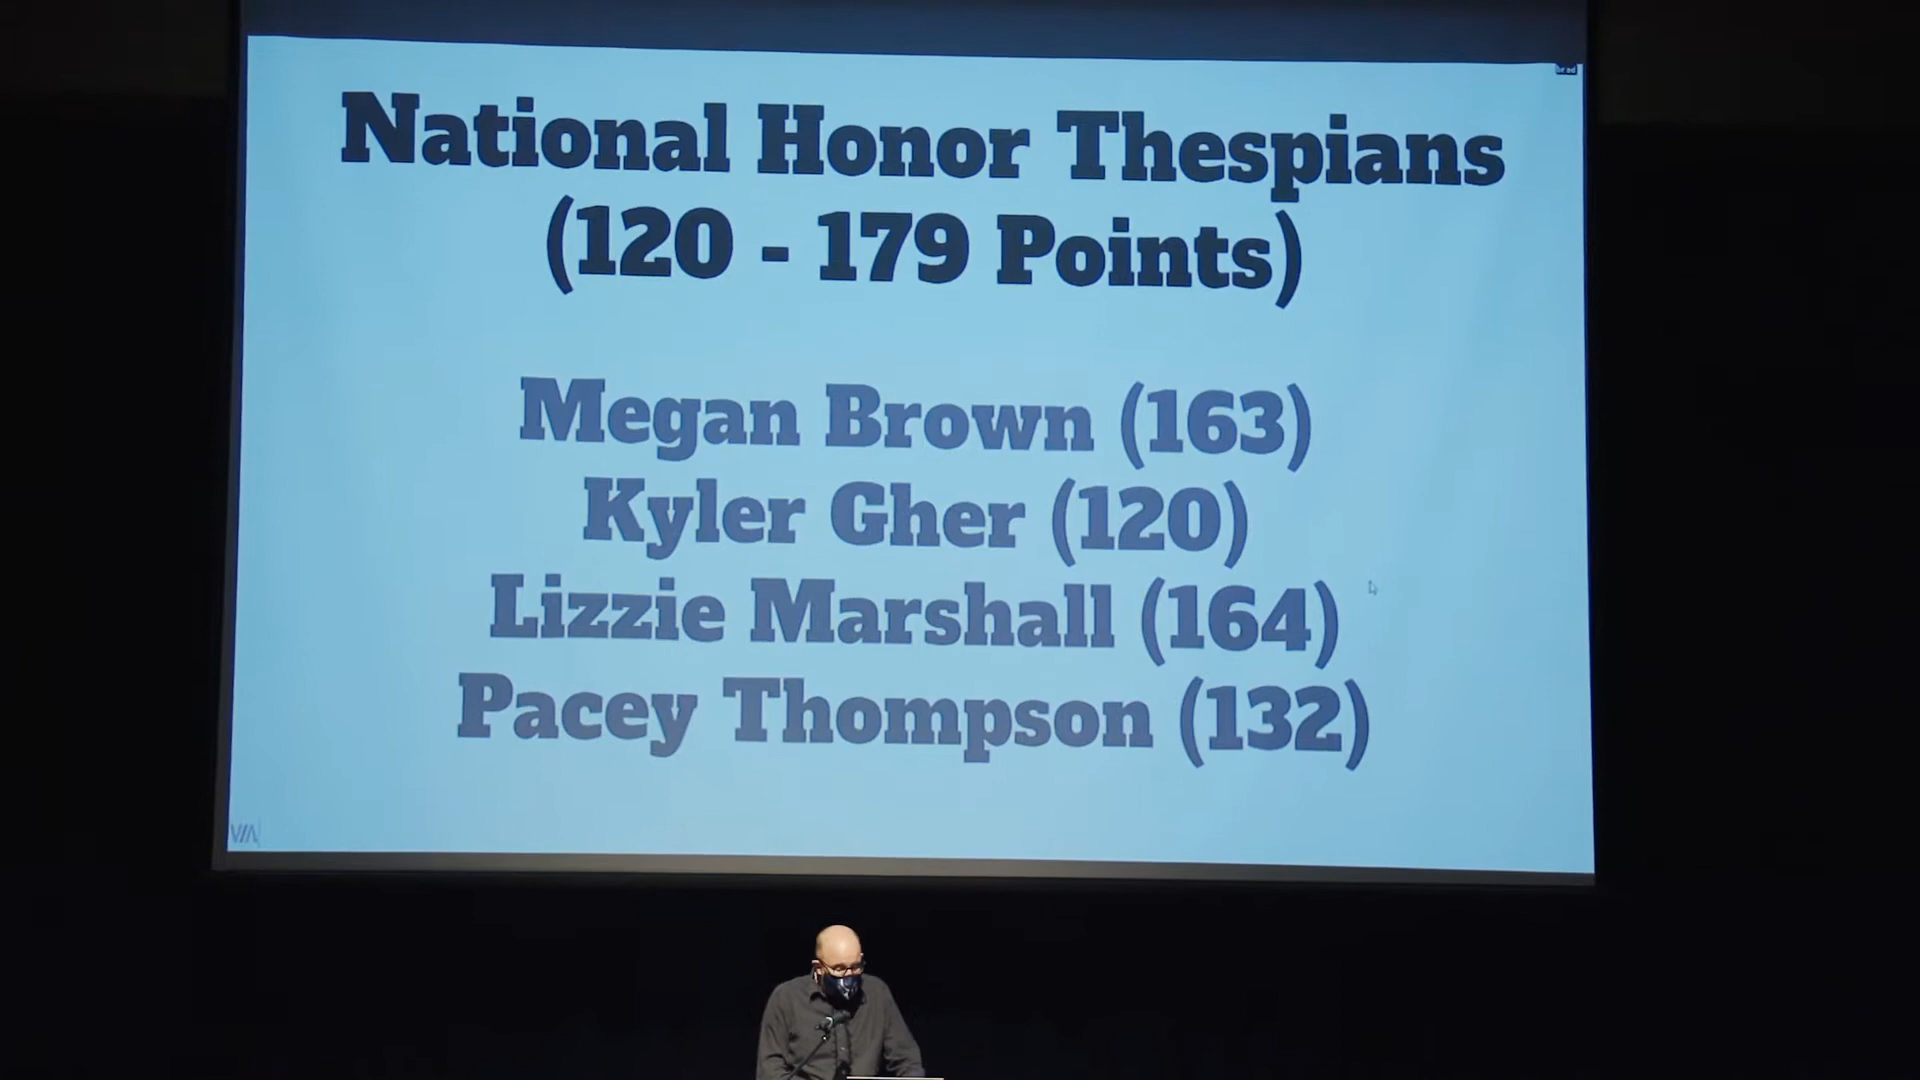 National Honor Thespians
(120 - 179 Points)
Megan Brown (163)
Kyler Gher (120)
Lizzie Marshall (164)
Pacey Thompson (132)